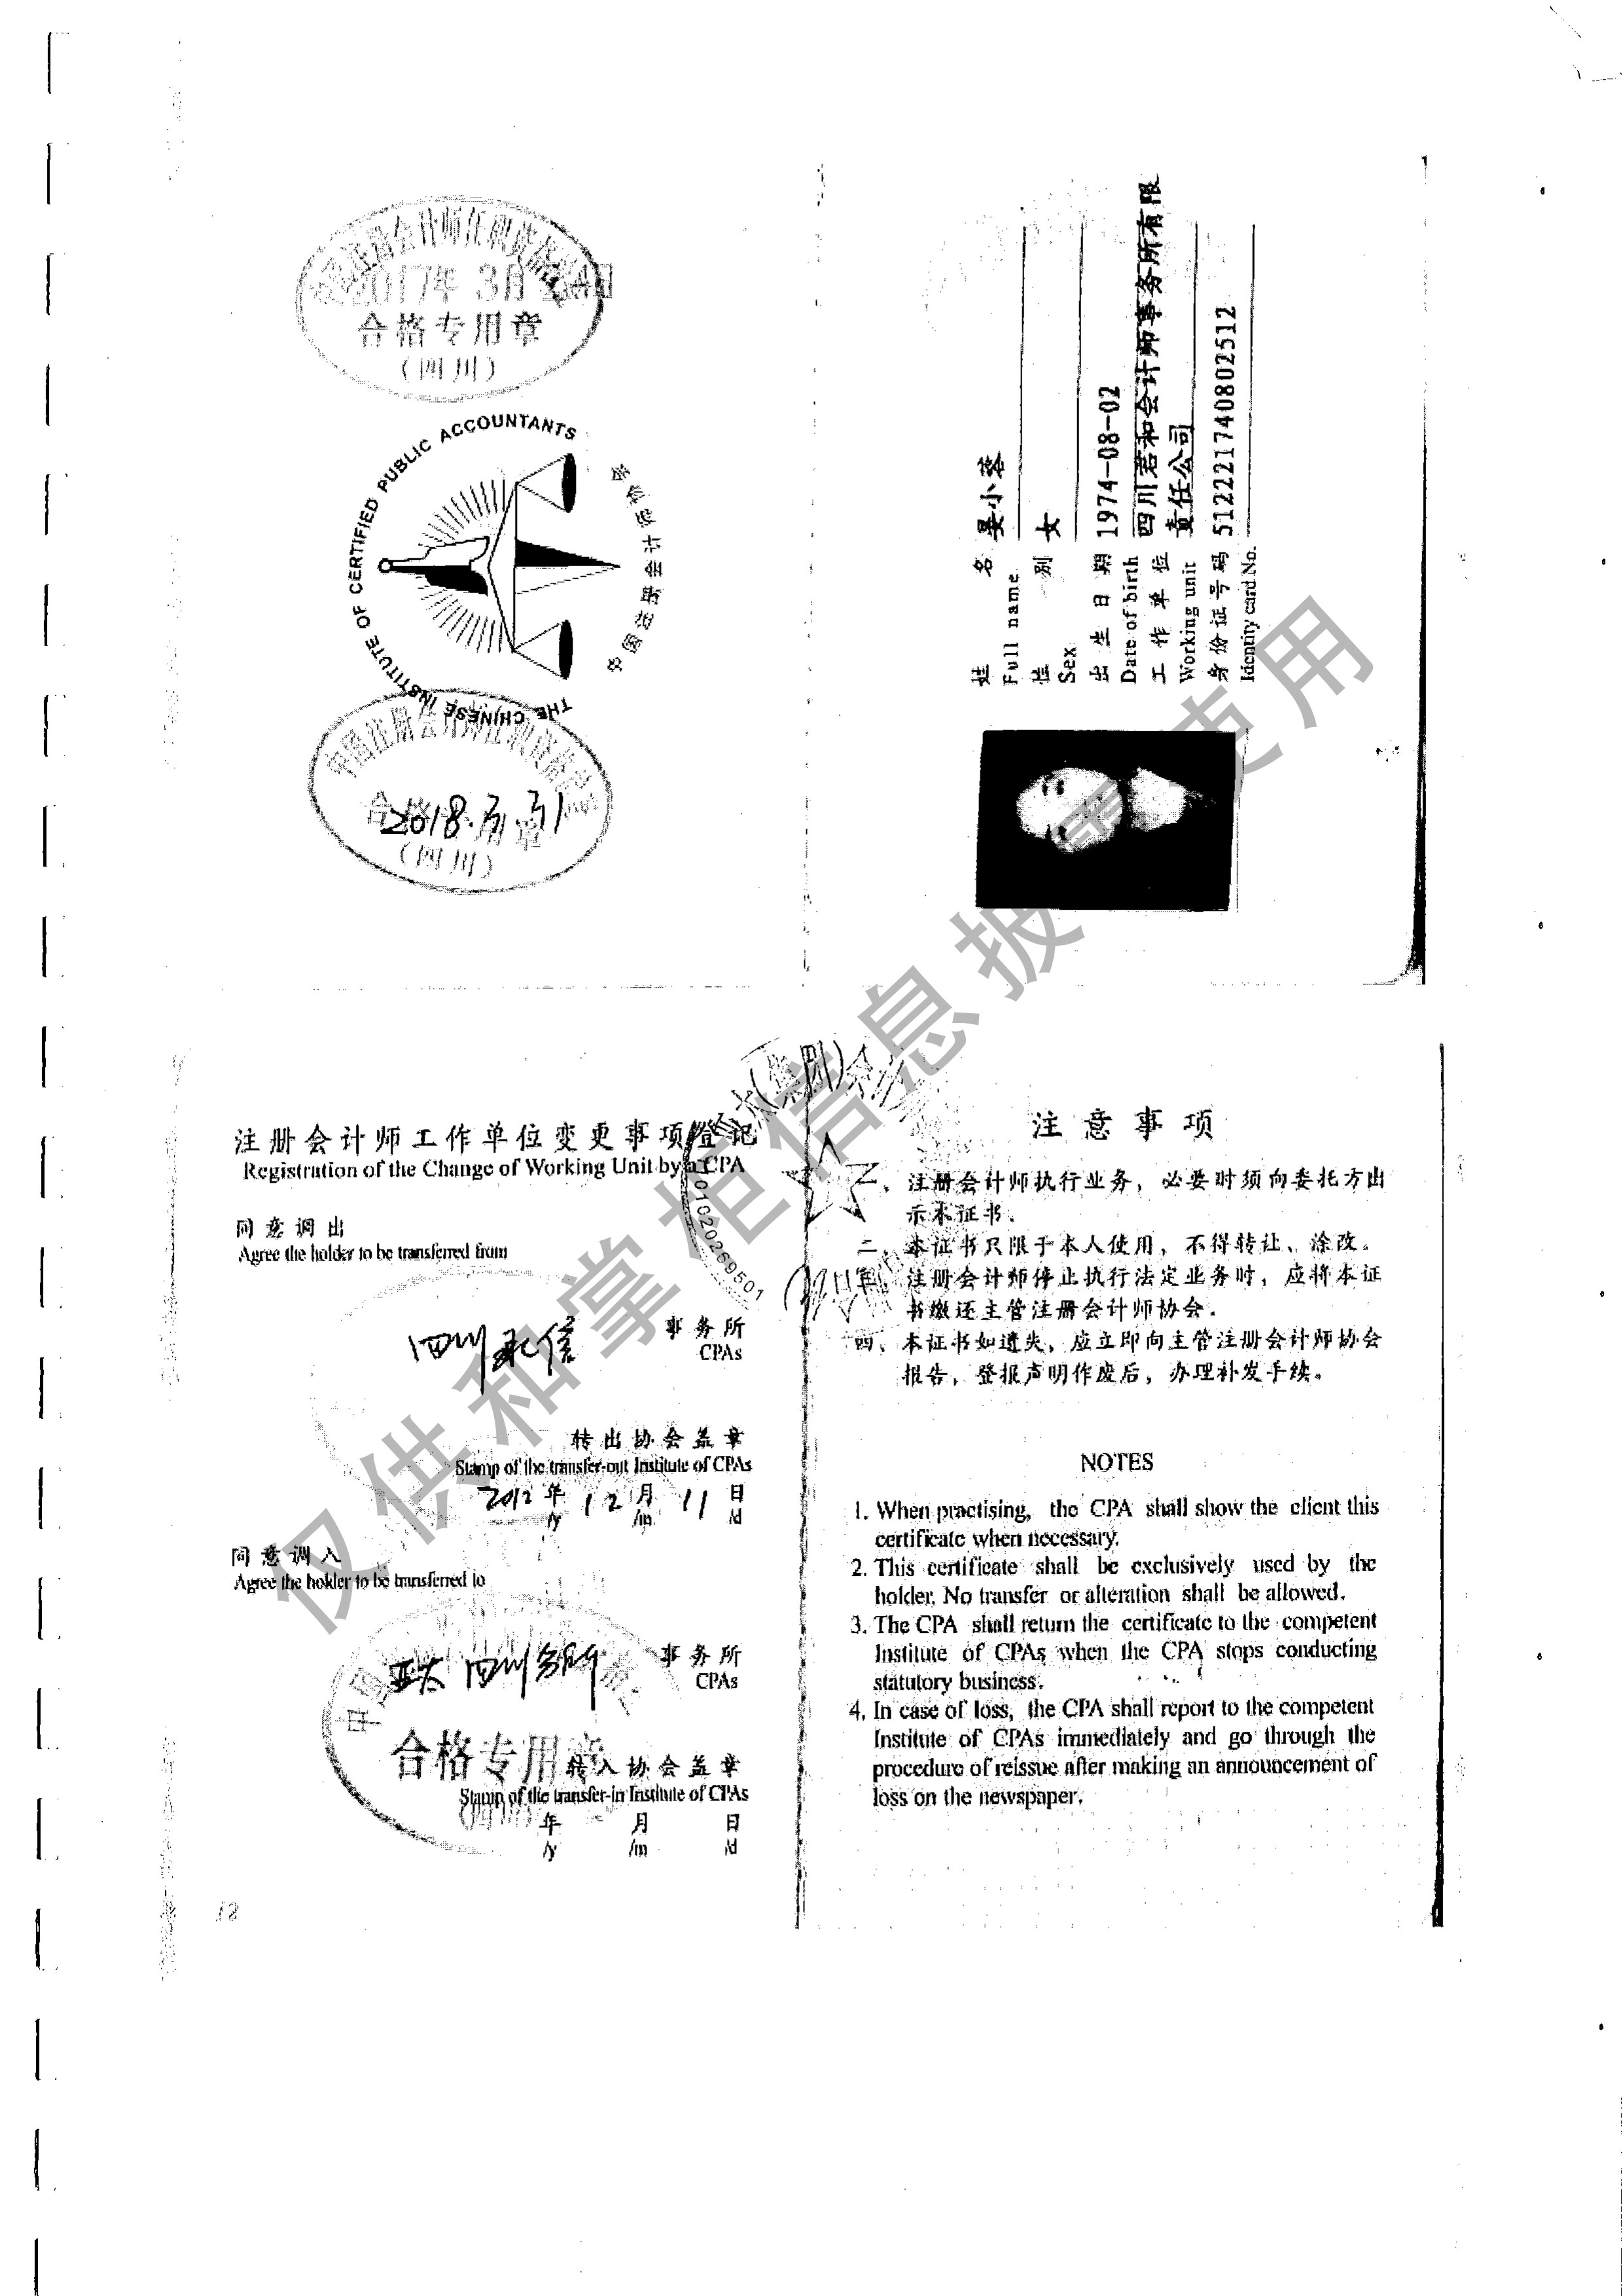 2017年 3月
合格专用章
(四川)
THE CHINESE INSTITUTE OF CERTIFIED PUBLIC ACCOUNTANTS
中国注册会计师协会
中国注册会计师任职资格
2018.3.31
(四川)
姓 名 晏小蓉
Full name
性 别 女
Sex
出生日期 1974-08-02
Date of birth
工作单位 四川君和会计师事务所有限
责任公司
Working unit
身份证号码 512221740802512
Identity card No.
注册会计师工作单位变更事项登记
Registration of the Change of Working Unit by a CPA
同意调出
Agree the holder to be transferred from
四川永信
事务所
CPAs
转出协会盖章
Stamp of the transfer-out Institute of CPAs
2012年 12月 11日
/y /m /d
同意调入
Agree the holder to be transferred to
事务所
CPAs
合格专用章
转入协会盖章
Stamp of the transfer-in Institute of CPAs
年 月 日
/y /m /d
12
注意事项
一、注册会计师执行业务，必要时须向委托方出
示本证书。
二、本证书只限于本人使用，不得转让、涂改。
注册会计师停止执行法定业务时，应将本证
书缴还主管注册会计师协会。
四、本证书如遗失，应立即向主管注册会计师协会
报告，登报声明作废后，办理补发手续。
NOTES
1. When practising, the CPA shall show the client this
certificate when necessary.
2. This certificate shall be exclusively used by the
holder. No transfer or alteration shall be allowed.
3. The CPA shall return the certificate to the competent
Institute of CPAs when the CPA stops conducting
statutory business.
4. In case of loss, the CPA shall report to the competent
Institute of CPAs immediately and go through the
procedure of reissue after making an announcement of
loss on the newspaper.
仅供和掌柜信息披露使用